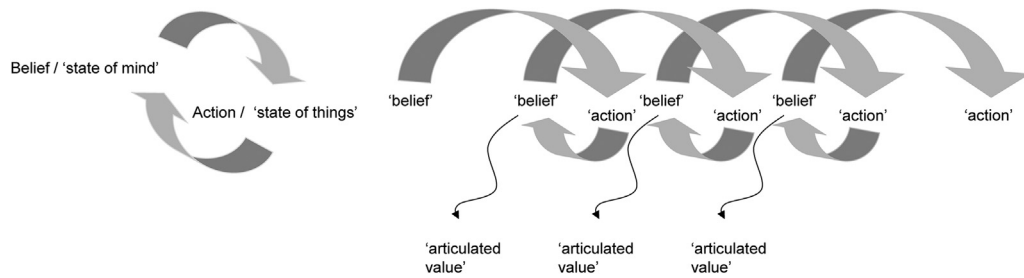 Belief / ‘state of mind’
Action /  ‘state of things’
‘belief’
‘belief’
‘action’
‘belief’
‘action’
‘belief’
‘action’
‘action’
‘articulated
value’
‘articulated
value’
‘articulated
value’